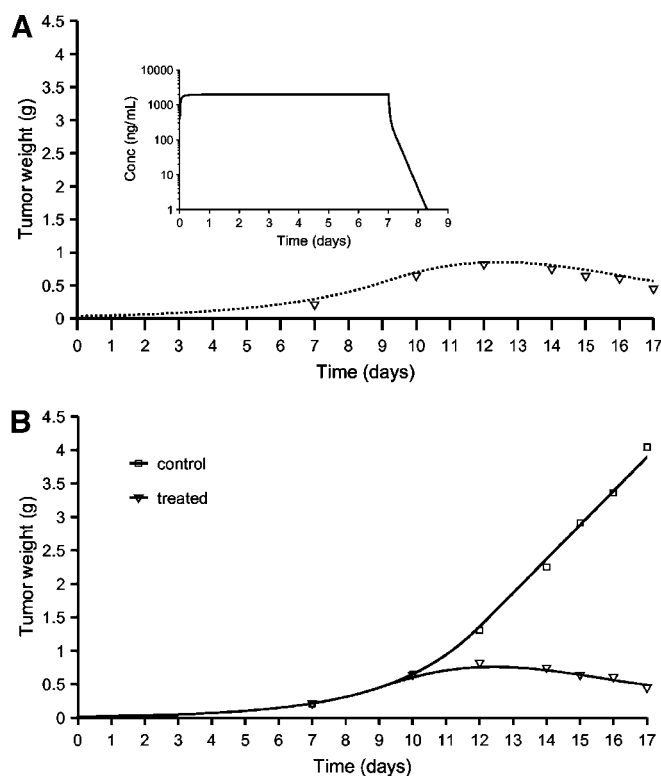 A
Tumor weight (g)
4.5
4
3.5
3
2.5
2
1.5
1
0.5
0
Conc (ng/mL)
10000
1000
100
10
1
0 1 2 3 4 5 6 7 8 9
Time (days)
0 1 2 3 4 5 6 7 8 9 10 11 12 13 14 15 16 17
Time (days)
B
Tumor weight (g)
4.5
4
3.5
3
2.5
2
1.5
1
0.5
0
control
treated
0 1 2 3 4 5 6 7 8 9 10 11 12 13 14 15 16 17
Time (days)